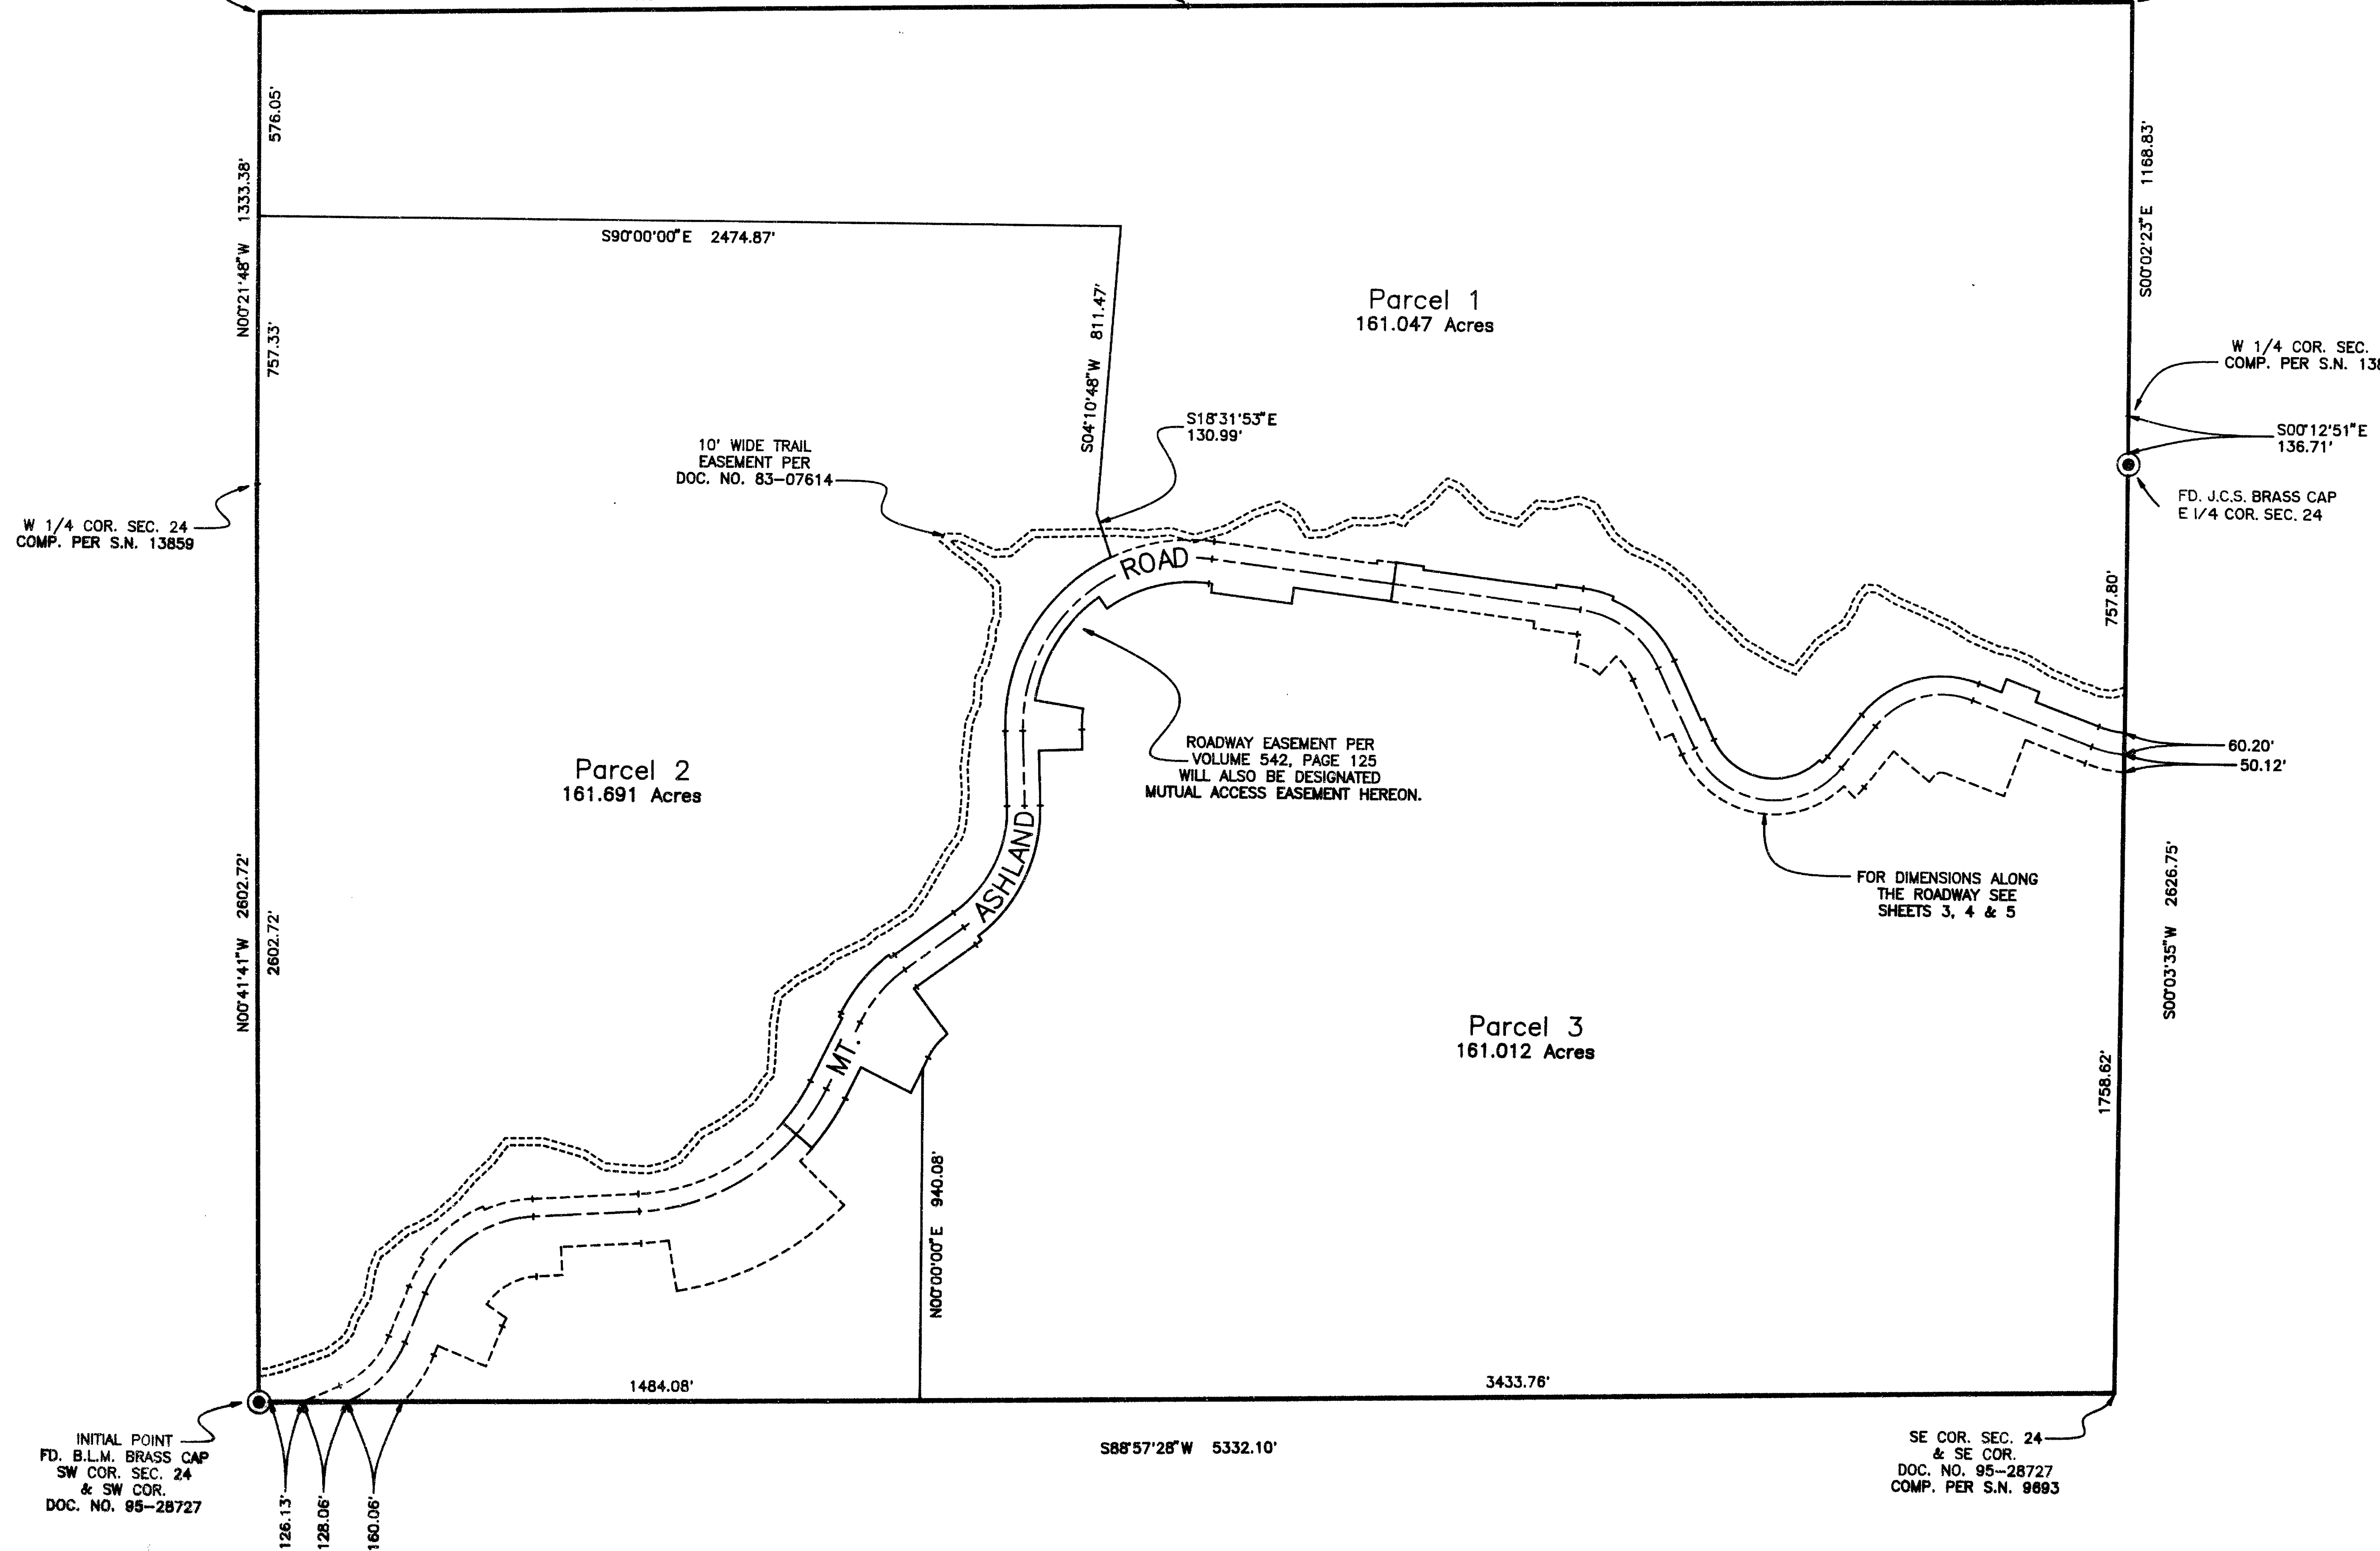 576.05'
N00°21'48"W 1333.38'
757.33'
S90°00'00"E 2474.87'
S04°10'48"W 811.47'
S18°31'53"E
130.99'
Parcel 1
161.047 Acres
S00°02'23"E 1168.83'
W 1/4 COR. SEC.
COMP. PER S.N.
S00°12'51"E
136.71'
FD. J.C.S. BRASS CAP
E 1/4 COR. SEC. 24
10' WIDE TRAIL
EASEMENT PER
DOC. NO. 83-07614
W 1/4 COR. SEC. 24
COMP. PER S.N. 13859
757.80'
60.20'
50.12'
ROADWAY EASEMENT PER
VOLUME 542, PAGE 125
WILL ALSO BE DESIGNATED
MUTUAL ACCESS EASEMENT HEREON.
Parcel 2
161.691 Acres
MT. ASHLAND ROAD
FOR DIMENSIONS ALONG
THE ROADWAY SEE
SHEETS 3, 4 & 5
N00°41'41"W 2602.72'
2602.72'
S00°03'35"W 2626.75'
1758.62'
Parcel 3
161.012 Acres
N00°00'00"E 940.08'
1484.08'
3433.76'
S88°57'28"W 5332.10'
INITIAL POINT
FD. B.L.M. BRASS CAP
SW COR. SEC. 24
& SW COR.
DOC. NO. 95-28727
126.13'
128.06'
160.06'
SE COR. SEC. 24
& SE COR.
DOC. NO. 95-28727
COMP. PER S.N. 9693